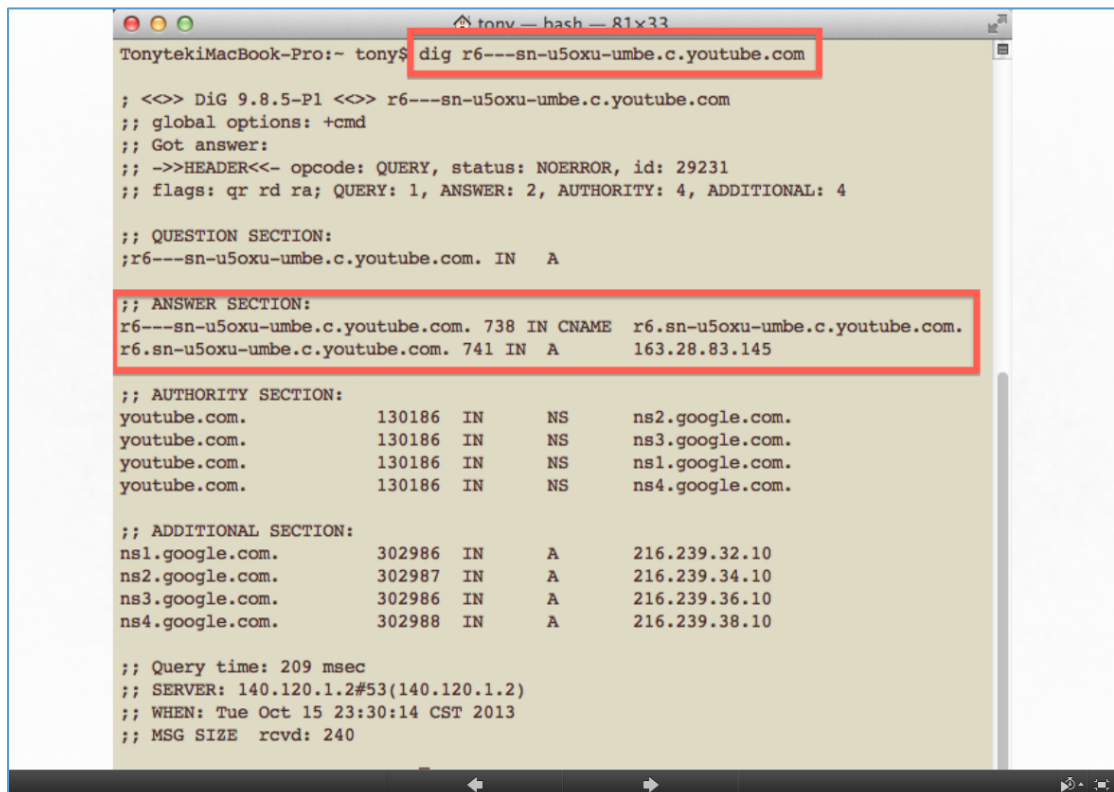 tony — bash — 81×33
TonytekiMacBook-Pro:~ tony$ dig r6---sn-u5oxu-umbe.c.youtube.com
; <<>> DiG 9.8.5-P1 <<>> r6---sn-u5oxu-umbe.c.youtube.com
;; global options: +cmd
;; Got answer:
;; ->>HEADER<<- opcode: QUERY, status: NOERROR, id: 29231
;; flags: qr rd ra; QUERY: 1, ANSWER: 2, AUTHORITY: 4, ADDITIONAL: 4
;; QUESTION SECTION:
;r6---sn-u5oxu-umbe.c.youtube.com. IN A
;; ANSWER SECTION:
r6---sn-u5oxu-umbe.c.youtube.com. 738 IN CNAME r6.sn-u5oxu-umbe.c.youtube.com.
r6.sn-u5oxu-umbe.c.youtube.com. 741 IN A 163.28.83.145
;; AUTHORITY SECTION:
youtube.com. 130186 IN NS ns2.google.com.
youtube.com. 130186 IN NS ns3.google.com.
youtube.com. 130186 IN NS ns1.google.com.
youtube.com. 130186 IN NS ns4.google.com.
;; ADDITIONAL SECTION:
ns1.google.com. 302986 IN A 216.239.32.10
ns2.google.com. 302987 IN A 216.239.34.10
ns3.google.com. 302986 IN A 216.239.36.10
ns4.google.com. 302988 IN A 216.239.38.10
;; Query time: 209 msec
;; SERVER: 140.120.1.2#53(140.120.1.2)
;; WHEN: Tue Oct 15 23:30:14 CST 2013
;; MSG SIZE rcvd: 240